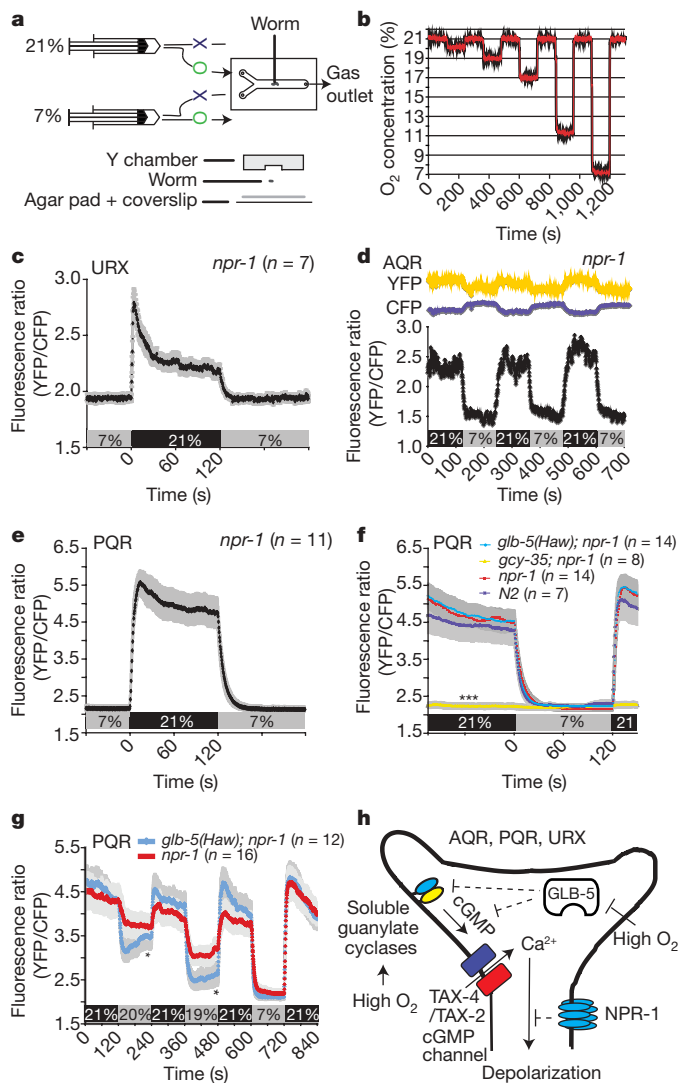 a
Worm
21%
X
O
7%
X
O
Gas
outlet
Y chamber
Worm
Agar pad + coverslip
b
O2 concentration (%)
21
19
17
15
13
11
9
7
0 200 400 600 800 1,000 1,200
Time (s)
c
URX
npr-1 (n = 7)
Fluorescence ratio
(YFP/CFP)
3.0
2.5
2.0
1.5
7% 21% 7%
0 60 120
Time (s)
d
AQR
npr-1
YFP
CFP
Fluorescence ratio
(YFP/CFP)
3.0
2.5
2.0
1.5
1.0
21% 7% 21% 7% 21% 7%
0 100 200 300 400 500 600 700
Time (s)
e
PQR
npr-1 (n = 11)
Fluorescence ratio
(YFP/CFP)
6.5
5.5
4.5
3.5
2.5
1.5
7% 21% 7%
0 60 120
Time (s)
f
PQR
glb-5(Haw); npr-1 (n = 14)
gcy-35; npr-1 (n = 8)
npr-1 (n = 14)
N2 (n = 7)
Fluorescence ratio
(YFP/CFP)
6.5
5.5
4.5
3.5
2.5
1.5
***
21% 7% 21
0 120
Time (s)
g
PQR
glb-5(Haw); npr-1 (n = 12)
npr-1 (n = 16)
Fluorescence ratio
(YFP/CFP)
5.5
4.5
3.5
2.5
1.5
*
*
21% 20% 21% 19% 21% 7% 21%
0 120 240 360 480 600 720 840
Time (s)
h
AQR, PQR, URX
GLB-5
cGMP
Soluble
guanylate
cyclases
High O2
High O2
Ca2+
TAX-4
/TAX-2
cGMP
channel
NPR-1
Depolarization